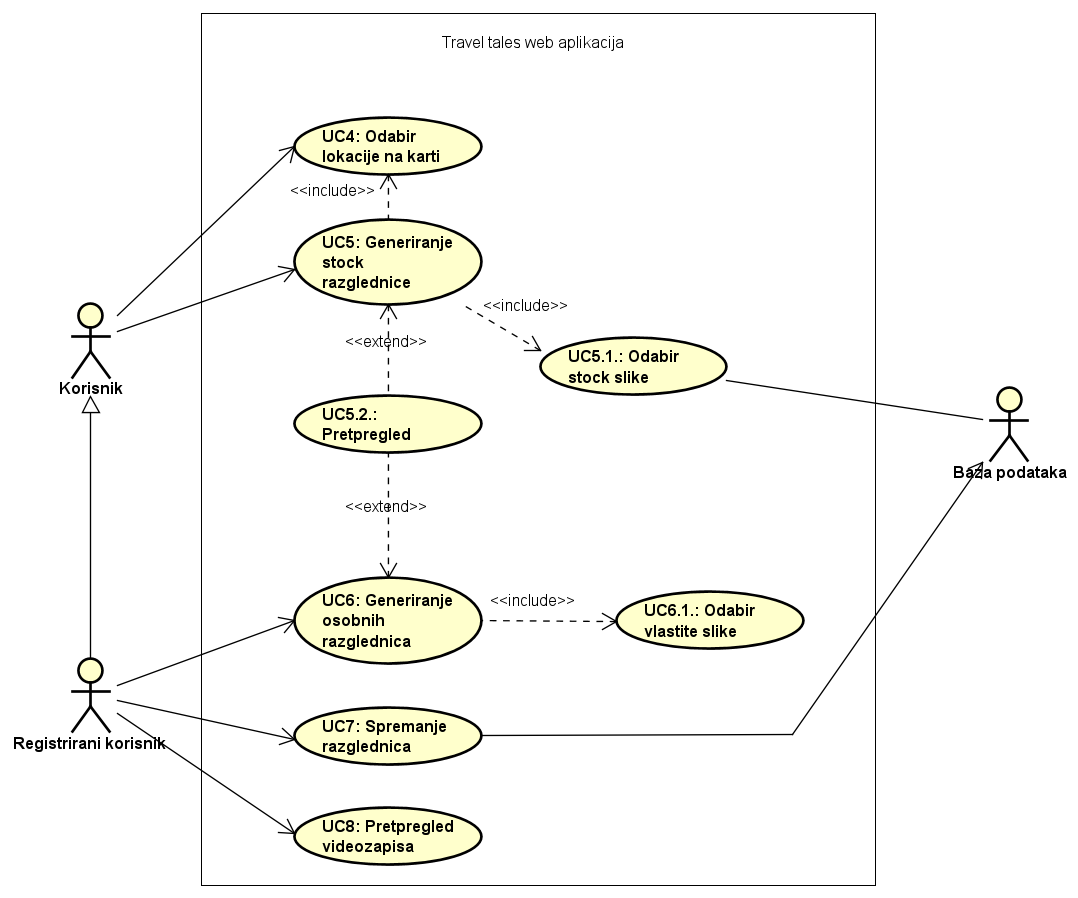 Travel tales web aplikacija
UC4: Odabir
lokacije na karti
<<include>>
UC5: Generiranje
stock
razglednice
<<include>>
<<extend>>
UC5.1.: Odabir
stock slike
Korisnik
UC5.2.:
Pretpregled
Baza podataka
<<extend>>
UC6: Generiranje
osobnih
razglednica
<<include>>
UC6.1.: Odabir
vlastite slike
Registrirani korisnik
UC7: Spremanje
razglednica
UC8: Pretpregled
videozapisa